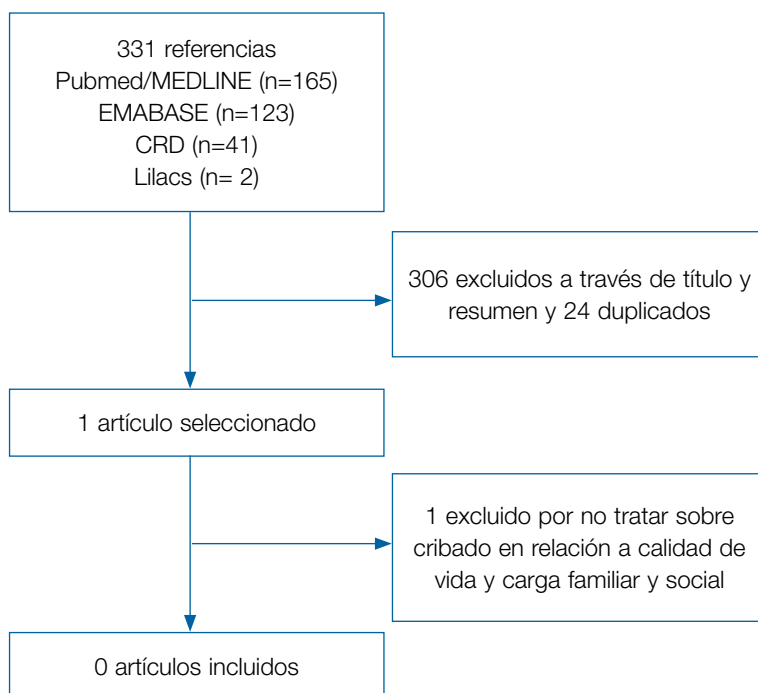 331 referencias
Pubmed/MEDLINE (n=165)
EMABASE (n=123)
CRD (n=41)
Lilacs (n= 2)
306 excluidos a través de título y
resumen y 24 duplicados
1 artículo seleccionado
1 excluido por no tratar sobre
cribado en relación a calidad de
vida y carga familiar y social
0 artículos incluidos